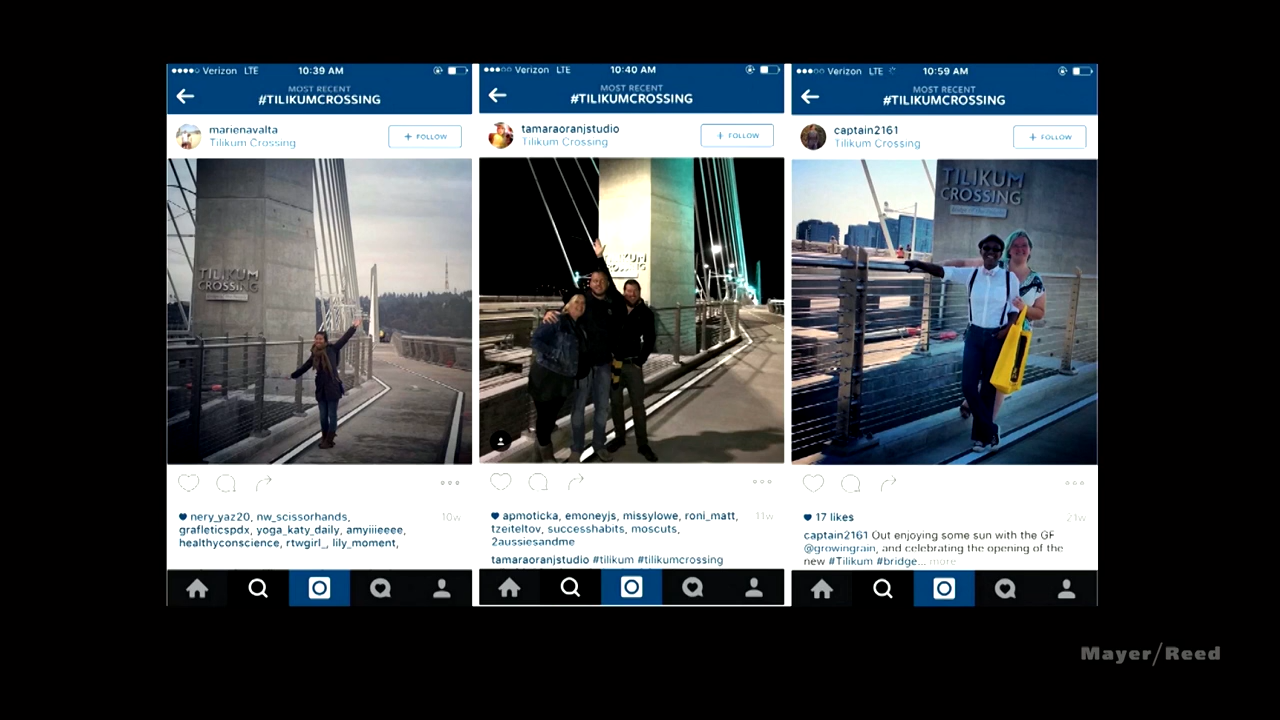 Verizon LTE 10:39 AM
MOST RECENT
#TILIKUMCROSSING
marienavalta
Tilikum Crossing
+ FOLLOW
TILIKUM
CROSSING
nery_yaz20, nw_scissorhands,
grafleticspdx, yoga_katy_daily, amyiiieeee,
healthyconscience, rtwgirl_, lily_moment,
10w
Verizon LTE 10:40 AM
MOST RECENT
#TILIKUMCROSSING
tamaraoranjstudio
Tilikum Crossing
+ FOLLOW
apmoticka, emoneyjs, missylowe, roni_matt,
tzeiteltov, successhabits, moscuts,
2aussiesandme
11w
tamaraoranjstudio #tilikum #tilikumcrossing
Verizon LTE 10:59 AM
MOST RECENT
#TILIKUMCROSSING
captain2161
Tilikum Crossing
+ FOLLOW
TILIKUM
CROSSING
17 likes
21w
captain2161 Out enjoying some sun with the GF
@growingrain, and celebrating the opening of the
new #Tilikum #bridge... more
Mayer/Reed